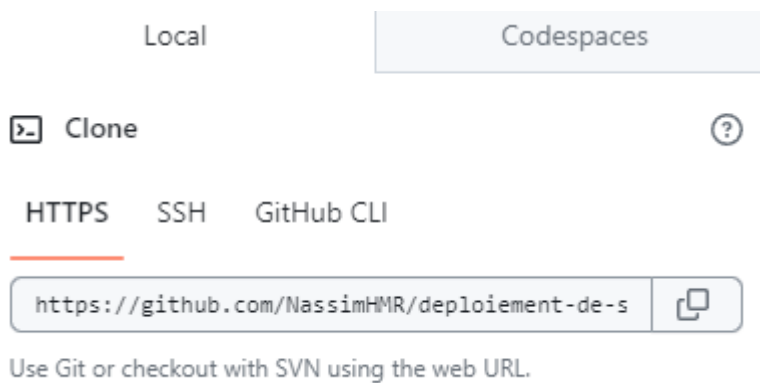 Local Codespaces
Clone
HTTPS SSH GitHub CLI
https://github.com/NassimHMR/deploiement-de-s
Use Git or checkout with SVN using the web URL.